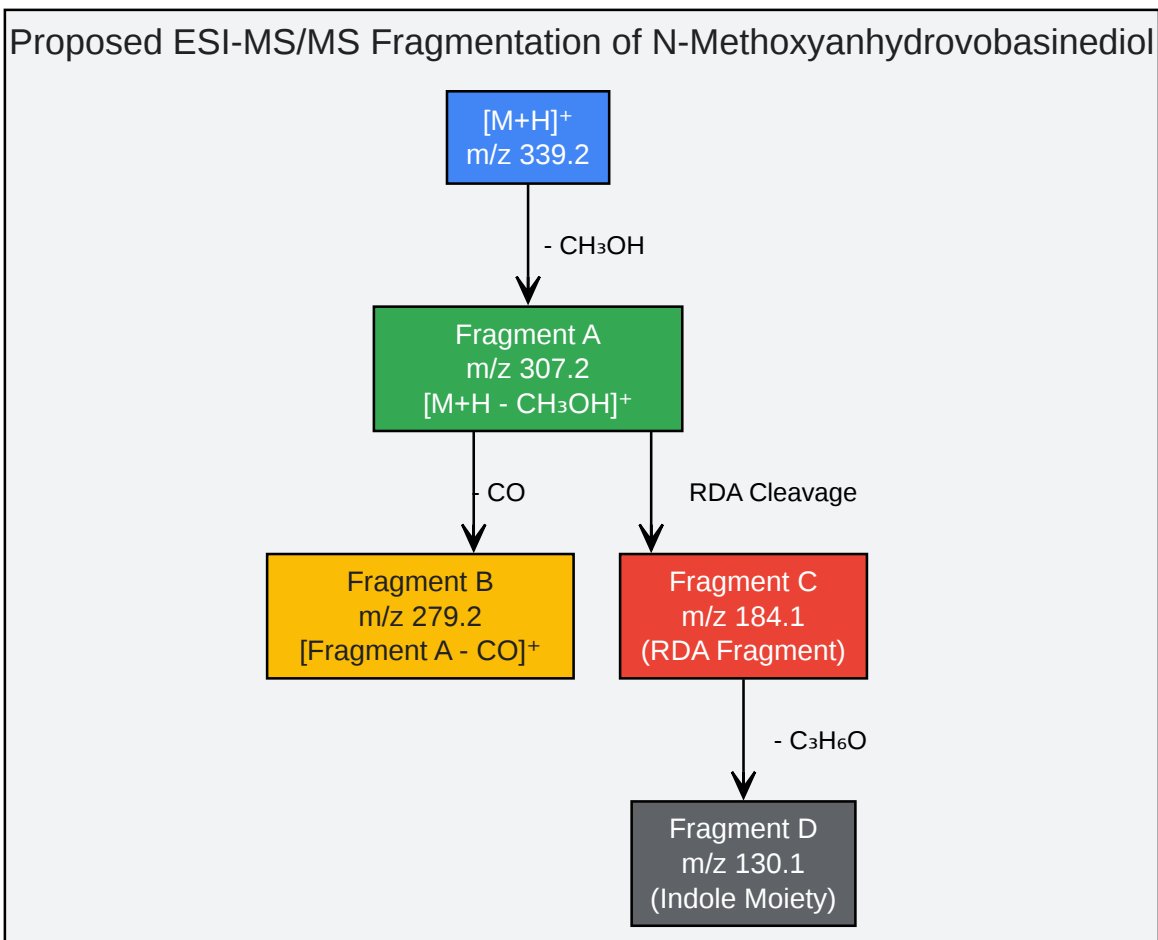 Proposed ESI-MS/MS Fragmentation of N-Methoxyanhydrovobasinediol
[M+H]⁺
m/z 339.2
- CH₃OH
Fragment A
m/z 307.2
[M+H - CH₃OH]⁺
- CO
RDA Cleavage
Fragment B
m/z 279.2
[Fragment A - CO]⁺
Fragment C
m/z 184.1
(RDA Fragment)
- C₃H₆O
Fragment D
m/z 130.1
(Indole Moiety)